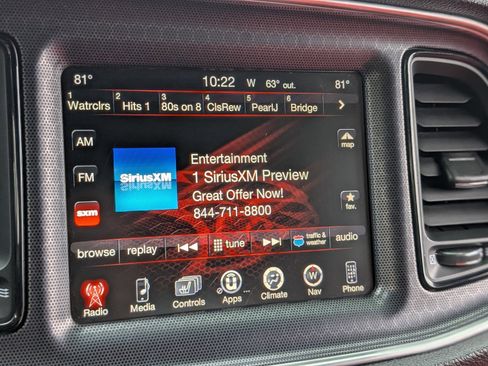 81° 10:22 W 63° out. 81°
1 Watrclrs 2 Hits 1 3 80s on 8 4 ClsRew 5 PearlJ 6 Bridge
AM
map
SiriusXM
Entertainment
1 SiriusXM Preview
FM
Great Offer Now!
844-711-8800
sxm
fav.
browse replay tune traffic & weather audio
Radio Media Controls Apps Climate W Nav Phone